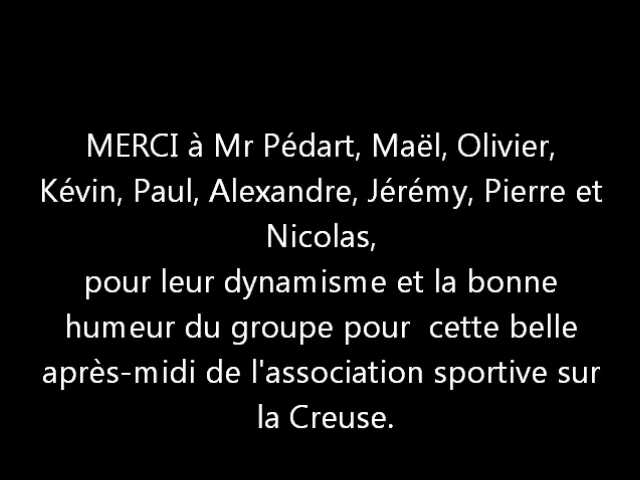 MERCI à Mr Pédart, Maël, Olivier,
Kévin, Paul, Alexandre, Jérémy, Pierre et
Nicolas,
pour leur dynamisme et la bonne
humeur du groupe pour  cette belle
après-midi de l'association sportive sur
la Creuse.